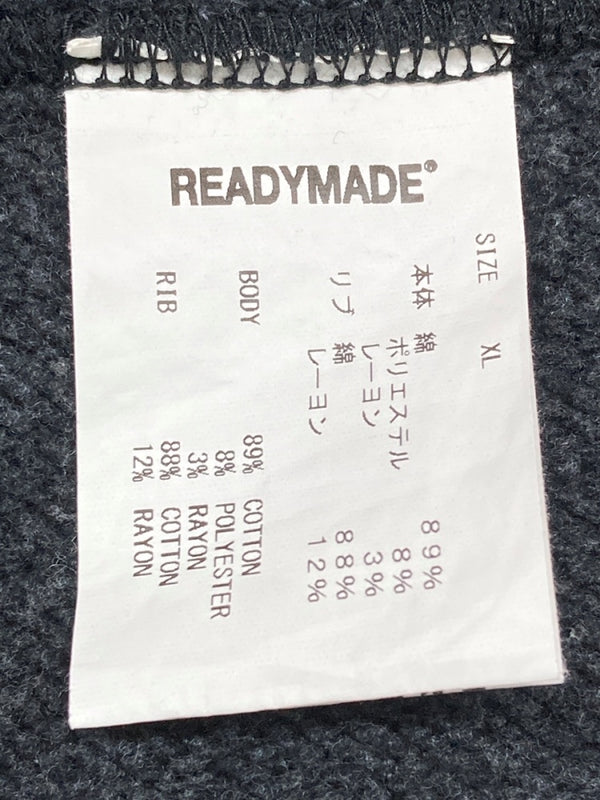 READYMADE®
SIZE XL
本体 綿 89%
ポリエステル 8%
レーヨン 3%
リブ 綿 88%
レーヨン 12%
BODY 89% COTTON
8% POLYESTER
3% RAYON
RIB 88% COTTON
12% RAYON